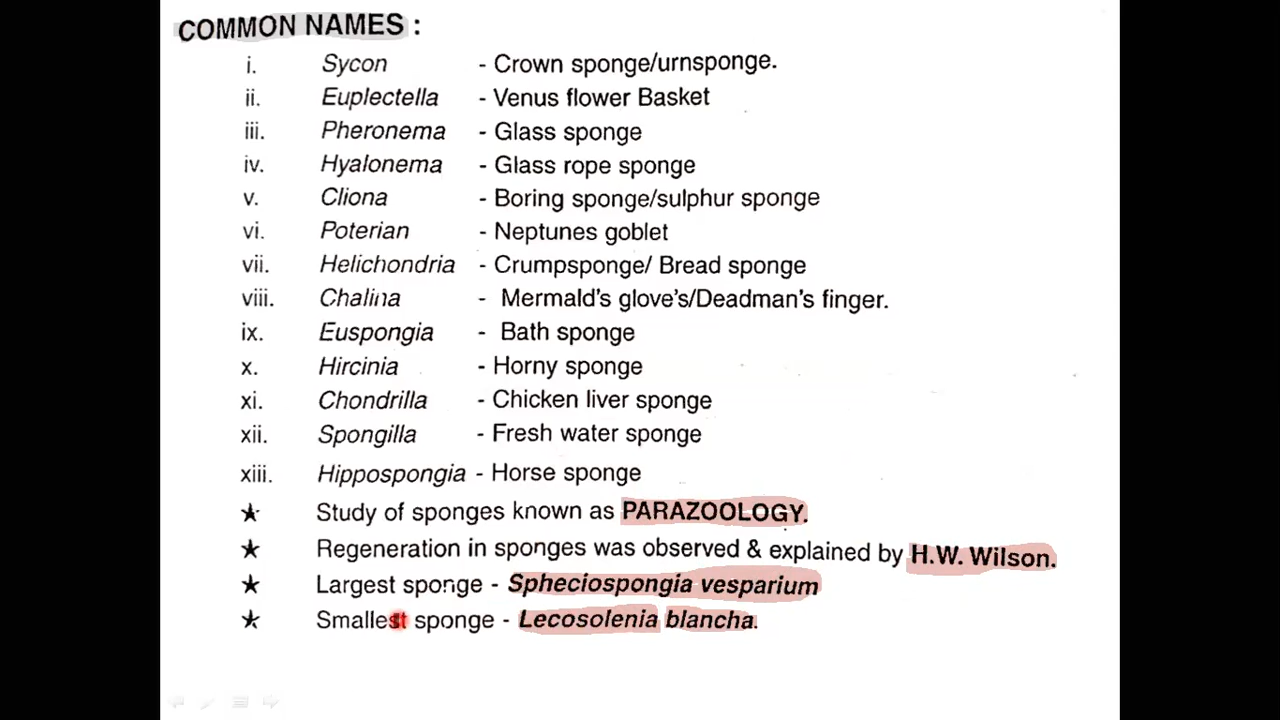 COMMON NAMES :
i. Sycon - Crown sponge/urnsponge.
ii. Euplectella - Venus flower Basket
iii. Pheronema - Glass sponge
iv. Hyalonema - Glass rope sponge
v. Cliona - Boring sponge/sulphur sponge
vi. Poterian - Neptunes goblet
vii. Helichondria - Crumpsponge/ Bread sponge
viii. Chalina - Mermald's glove's/Deadman's finger.
ix. Euspongia - Bath sponge
x. Hircinia - Horny sponge
xi. Chondrilla - Chicken liver sponge
xii. Spongilla - Fresh water sponge
xiii. Hippospongia - Horse sponge
★ Study of sponges known as PARAZOOLOGY.
★ Regeneration in sponges was observed & explained by H.W. Wilson.
★ Largest sponge - Spheciospongia vesparium
★ Smallest sponge - Lecosolenia blancha.